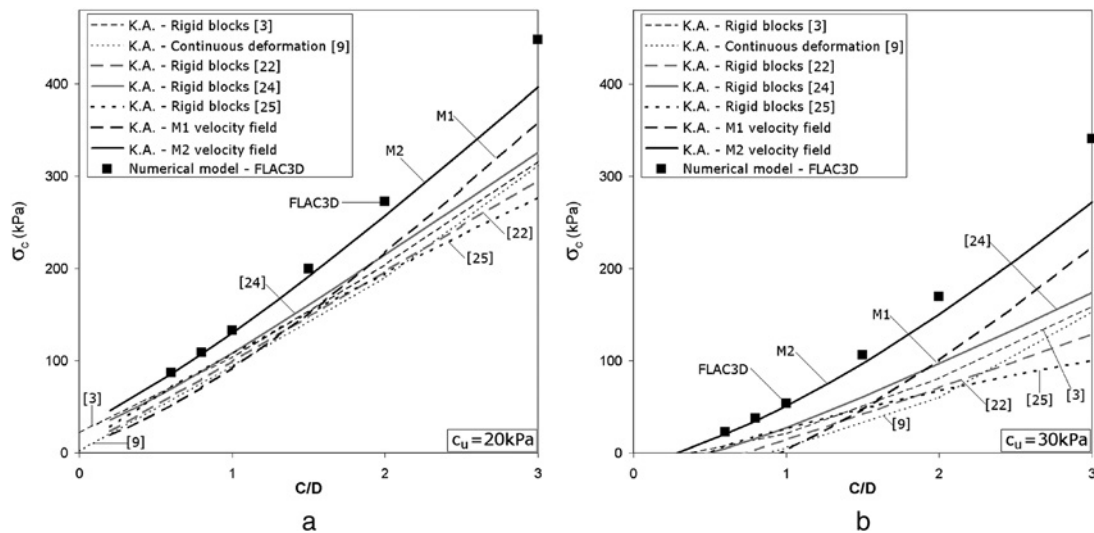 K.A. - Rigid blocks [3]
K.A. - Continuous deformation [9]
K.A. - Rigid blocks [22]
K.A. - Rigid blocks [24]
K.A. - Rigid blocks [25]
K.A. - M1 velocity field
K.A. - M2 velocity field
Numerical model - FLAC3D
400
300
200
100
0
σc (kPa)
M1
M2
FLAC3D
[24]
[22]
[25]
[3]
[9]
cu=20kPa
0
1
2
3
C/D
a
K.A. - Rigid blocks [3]
K.A. - Continuous deformation [9]
K.A. - Rigid blocks [22]
K.A. - Rigid blocks [24]
K.A. - Rigid blocks [25]
K.A. - M1 velocity field
K.A. - M2 velocity field
Numerical model - FLAC3D
400
300
200
100
0
σc (kPa)
[24]
M1
M2
FLAC3D
[9]
[22]
[25]
[3]
cu=30kPa
0
1
2
3
C/D
b